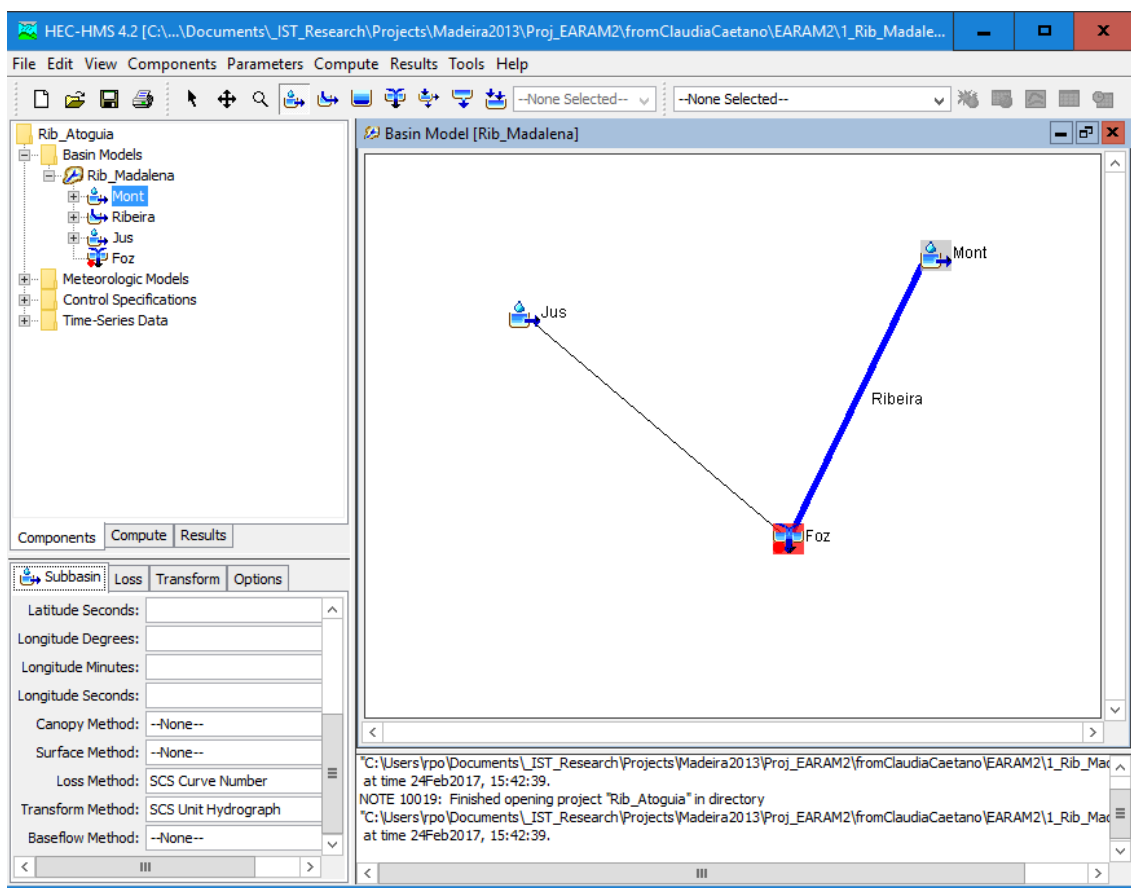 HEC-HMS 4.2 [C:\...\Documents\_IST_Research\Projects\Madeira2013\Proj_EARAM2\fromClaudiaCaetano\EARAM2\1_Rib_Madale...
File Edit View Components Parameters Compute Results Tools Help
--None Selected--
--None Selected--
Rib_Atoguia
Basin Models
Rib_Madalena
Mont
Ribeira
Jus
Foz
Meteorologic Models
Control Specifications
Time-Series Data
Components Compute Results
Subbasin Loss Transform Options
Latitude Seconds:
Longitude Degrees:
Longitude Minutes:
Longitude Seconds:
Canopy Method: --None--
Surface Method: --None--
Loss Method: SCS Curve Number
Transform Method: SCS Unit Hydrograph
Baseflow Method: --None--
Basin Model [Rib_Madalena]
Mont
Jus
Ribeira
Foz
"C:\Users\rpo\Documents\_IST_Research\Projects\Madeira2013\Proj_EARAM2\fromClaudiaCaetano\EARAM2\1_Rib_Mad
at time 24Feb2017, 15:42:39.
NOTE 10019: Finished opening project "Rib_Atoguia" in directory
"C:\Users\rpo\Documents\_IST_Research\Projects\Madeira2013\Proj_EARAM2\fromClaudiaCaetano\EARAM2\1_Rib_Mad
at time 24Feb2017, 15:42:39.